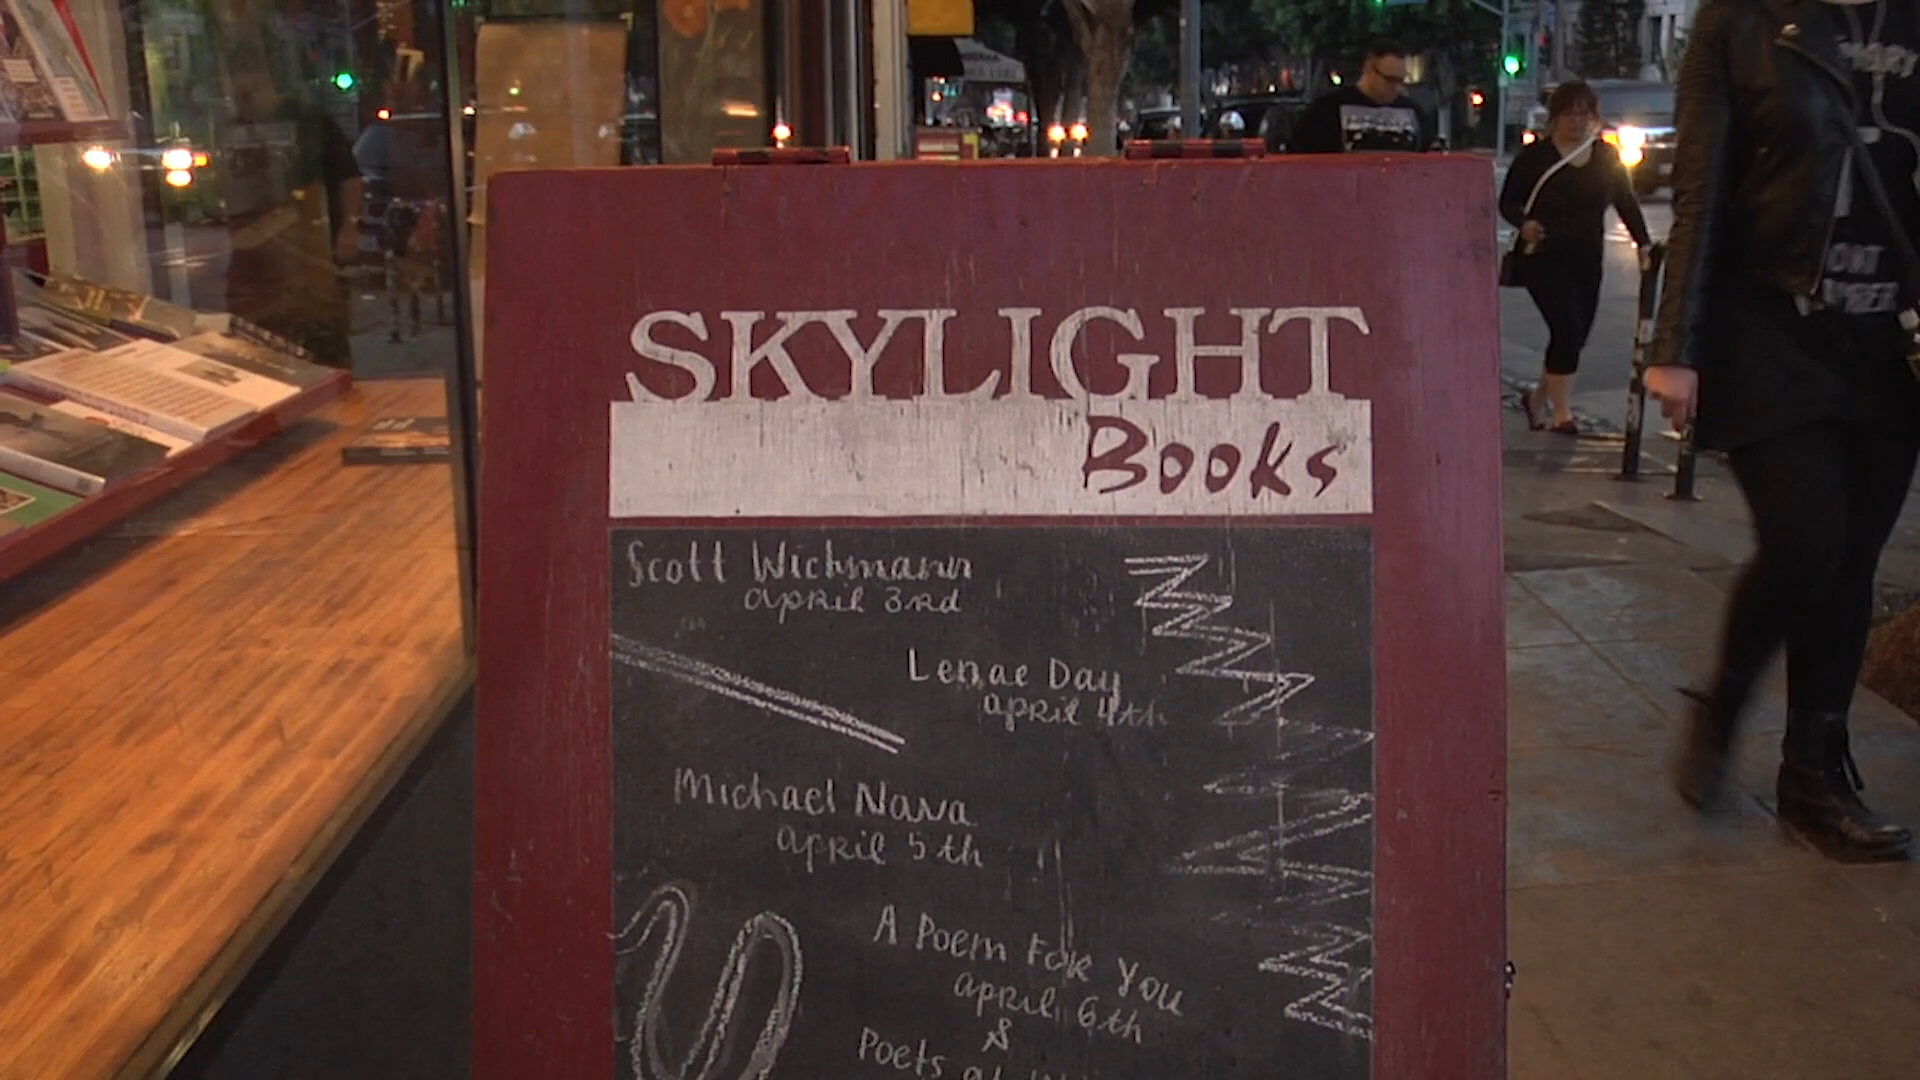 SKYLIGHT
Books
Scott Wichmann
april 3rd
Lenae Day
april 4th
Michael Nava
april 5th
A Poem For You
april 6th
&
Poets at